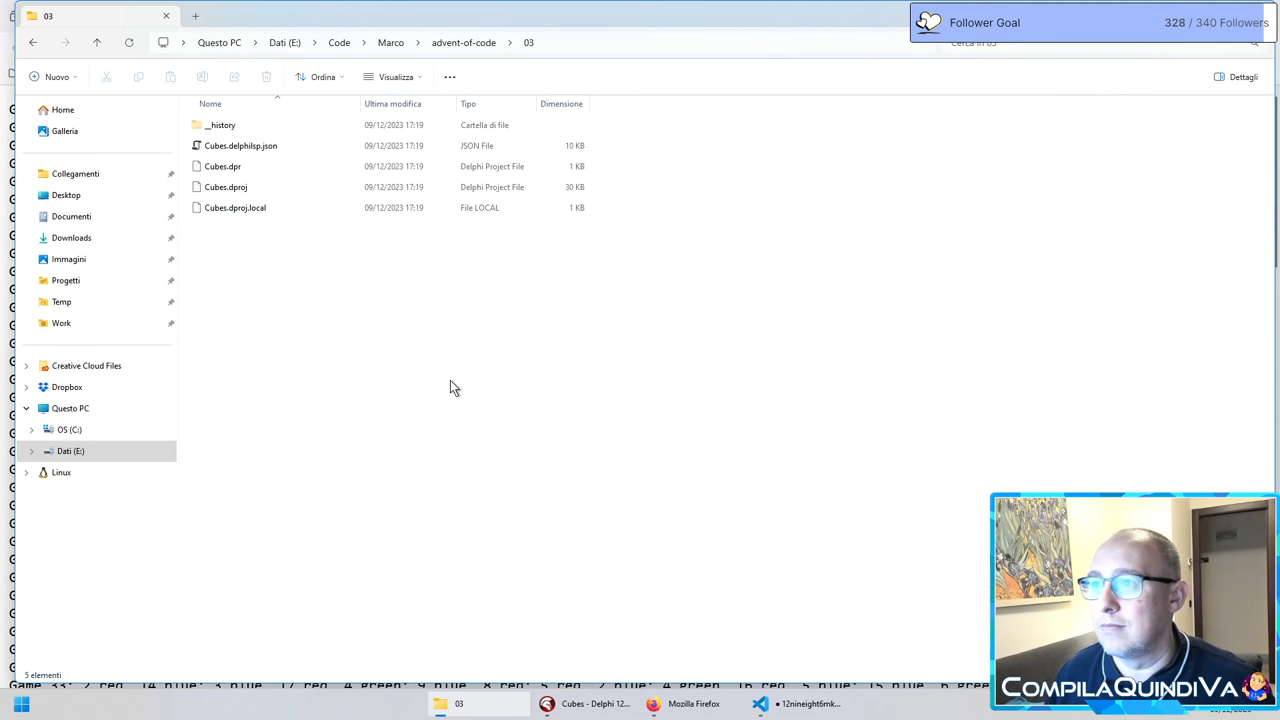 03
Follower Goal
328 / 340 Followers
Questo PC
Dati (E:)
Code
Marco
advent-of-code
03
Cerca in 03
Nuovo
Ordina
Visualizza
Dettagli
Home
Galleria
Collegamenti
Desktop
Documenti
Downloads
Immagini
Progetti
Temp
Work
Creative Cloud Files
Dropbox
Questo PC
OS (C:)
Dati (E:)
Linux
Nome Ultima modifica Tipo Dimensione
__history 09/12/2023 17:19 Cartella di file
Cubes.delphilsp.json 09/12/2023 17:19 JSON File 10 KB
Cubes.dpr 09/12/2023 17:19 Delphi Project File 1 KB
Cubes.dproj 09/12/2023 17:19 Delphi Project File 30 KB
Cubes.dproj.local 09/12/2023 17:19 File LOCAL 1 KB
5 elementi
CompilaQuindiVa
03
Cubes - Delphi 12...
Mozilla Firefox
● 12nineight6mk...